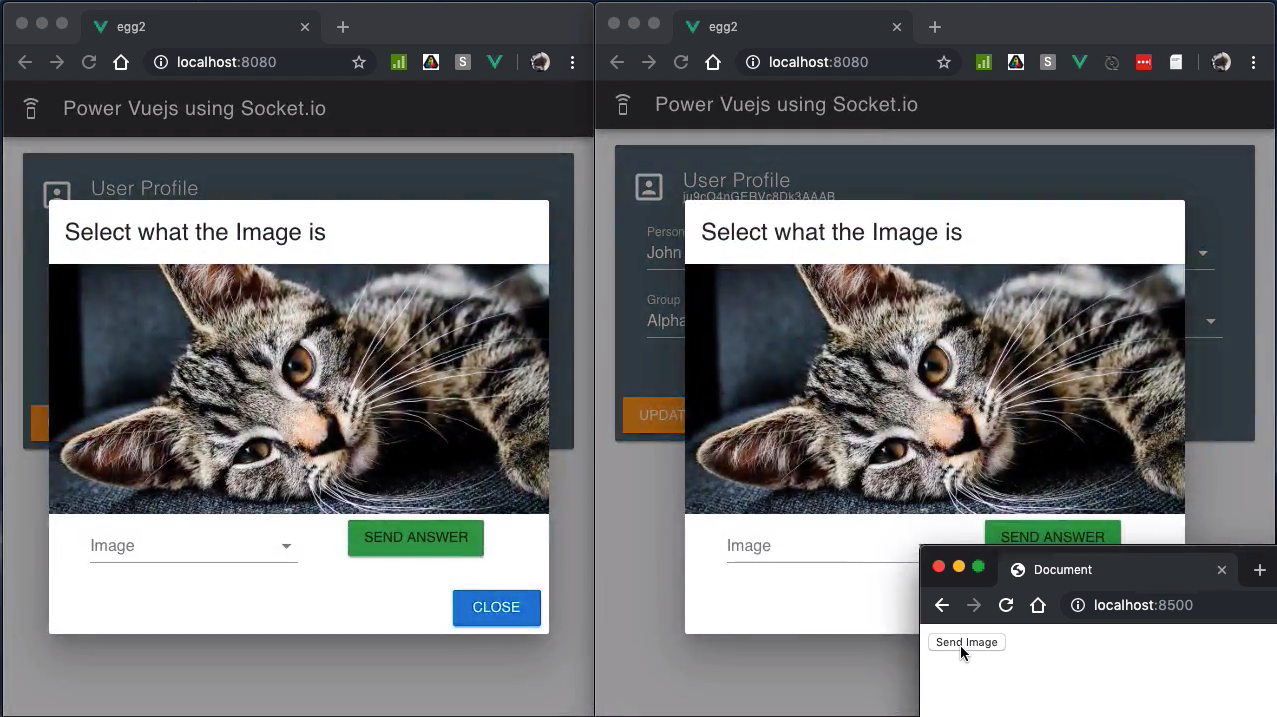 egg2
localhost:8080
Power Vuejs using Socket.io
User Profile
Select what the Image is
Image
SEND ANSWER
CLOSE
egg2
localhost:8080
Power Vuejs using Socket.io
User Profile
Person
John
Group
Alpha
UPDAT
Select what the Image is
Image
SEND ANSWER
Document
localhost:8500
Send Image